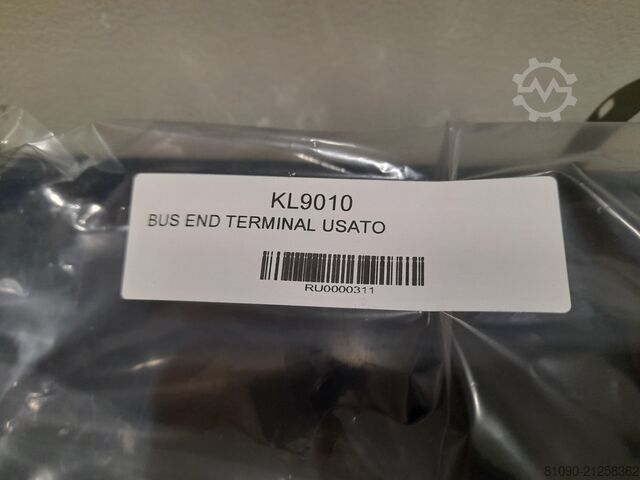 KL9010
BUS END TERMINAL USATO
RU0000311
81090-21258362